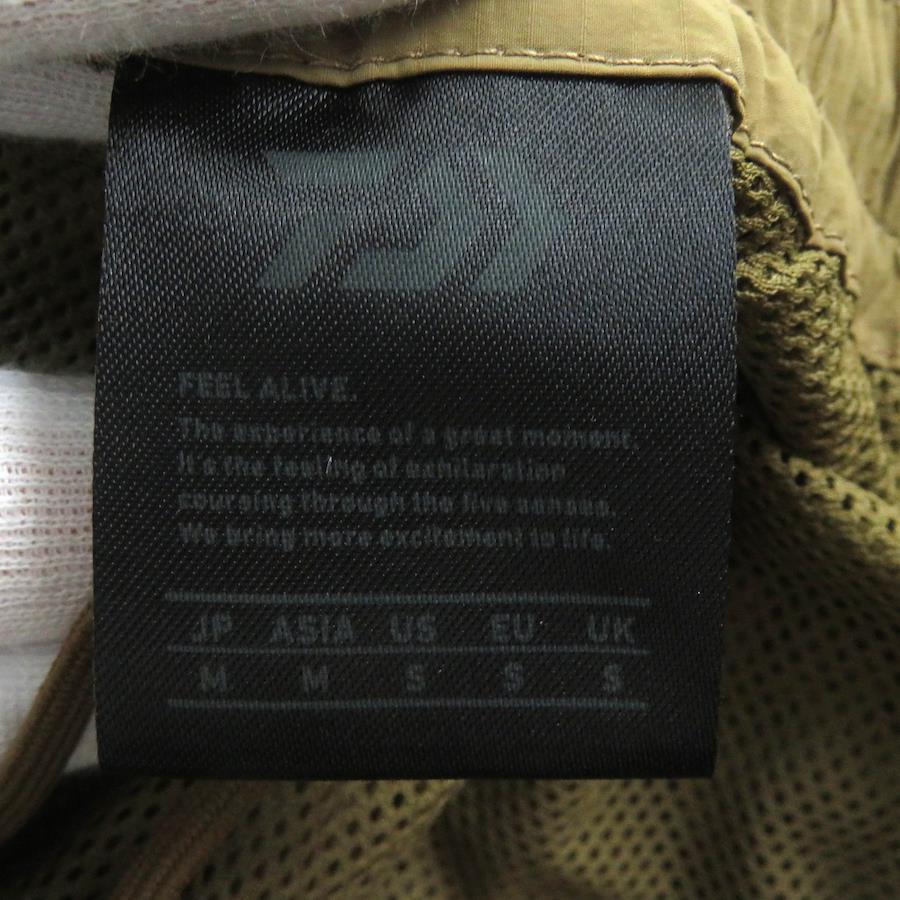 FEEL ALIVE.
The experience of a great moment.
It's the feeling of exhilaration
coursing through the five senses.
We bring more excitement to life.
JP ASIA US EU UK
M M S S S